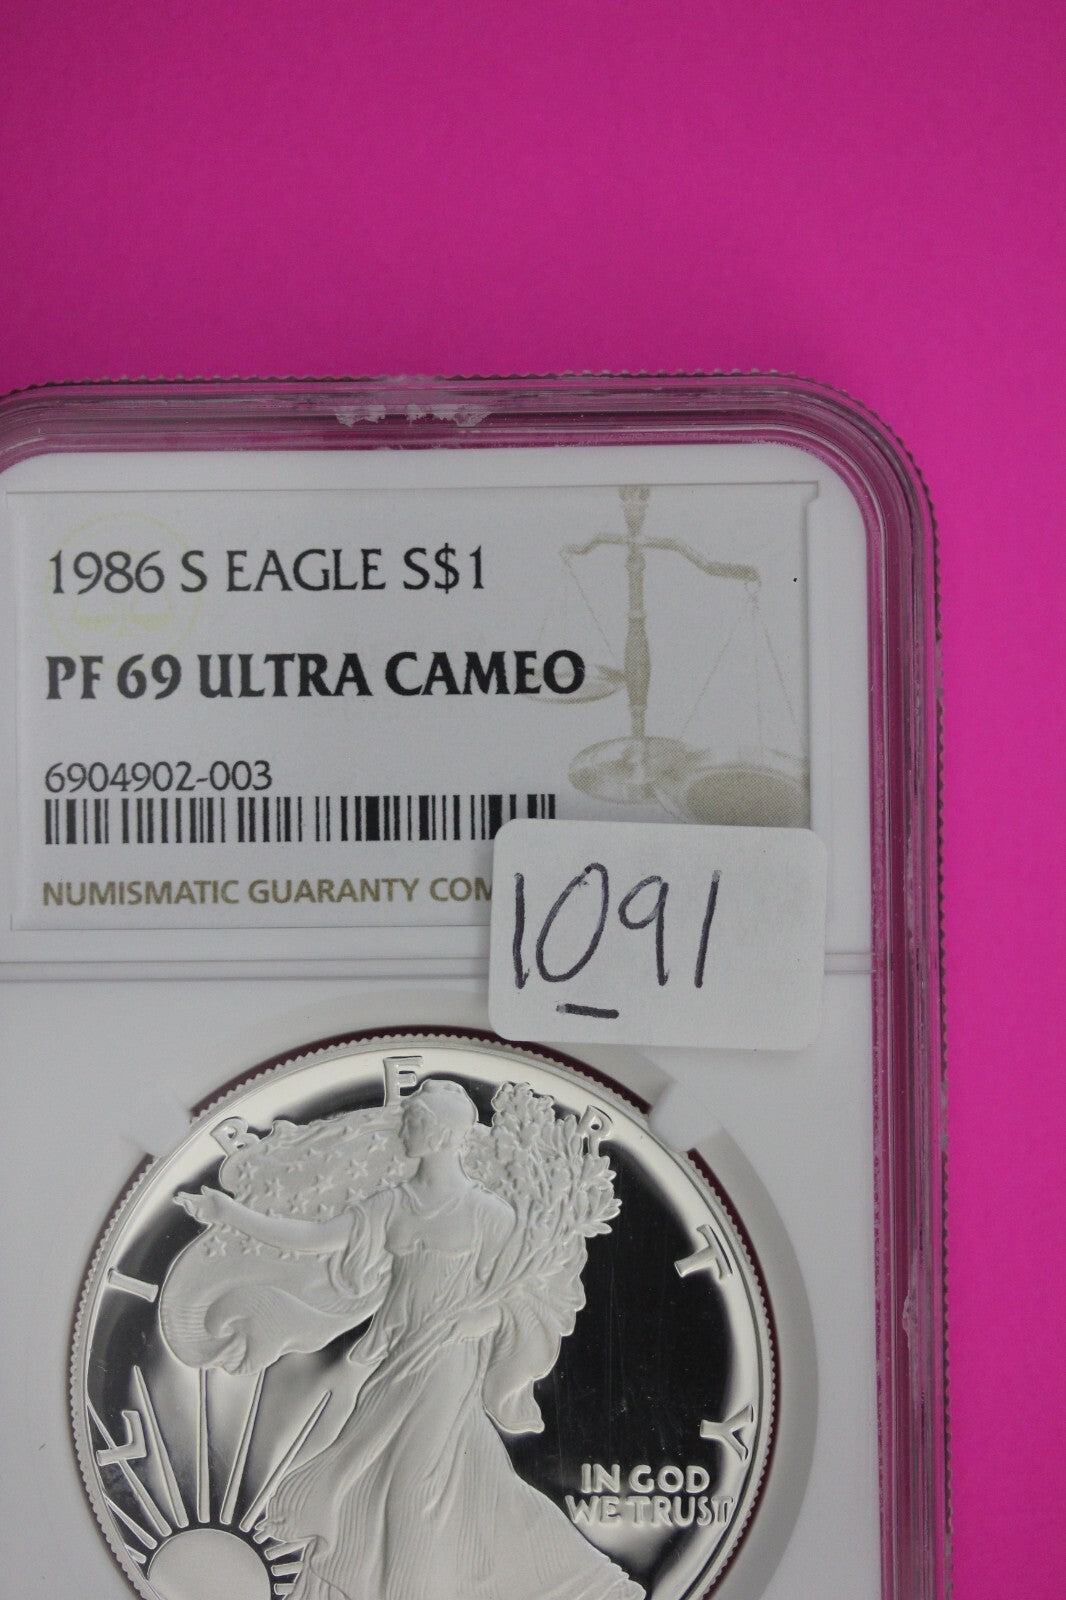 1986 S EAGLE S$1
PF 69 ULTRA CAMEO
6904902-003
NUMISMATIC GUARANTY COM
1091
LIBERTY
IN GOD
WE TRUST